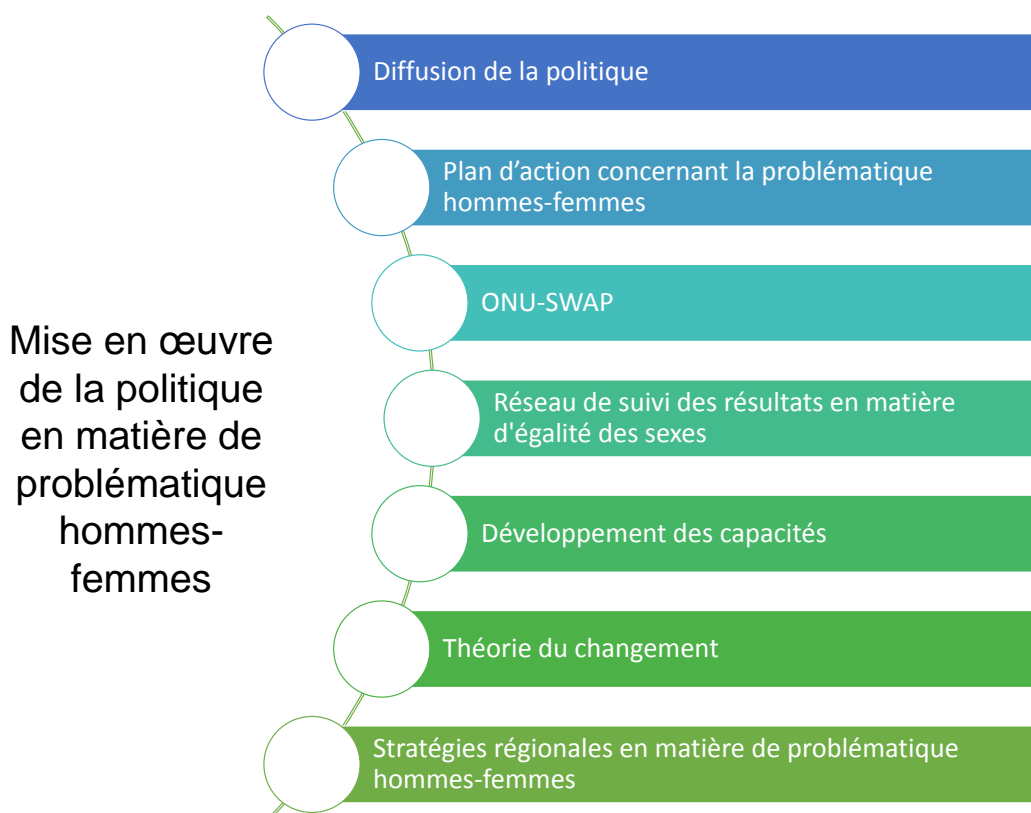 Mise en œuvre
de la politique
en matière de
problématique
hommes-
femmes
Diffusion de la politique
Plan d’action concernant la problématique
hommes-femmes
ONU-SWAP
Réseau de suivi des résultats en matière
d'égalité des sexes
Développement des capacités
Théorie du changement
Stratégies régionales en matière de problématique
hommes-femmes